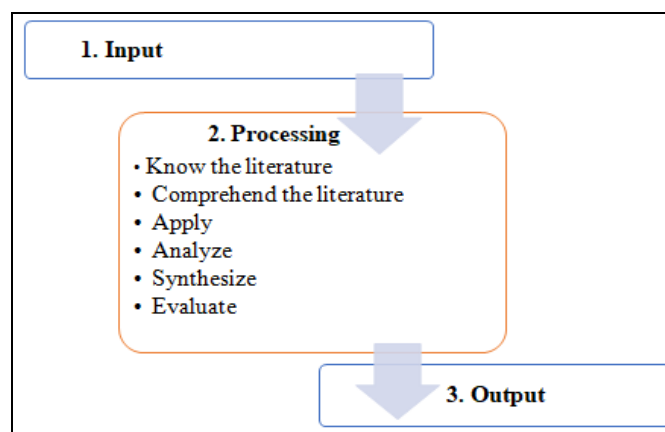 1. Input
2. Processing
• Know the literature
• Comprehend the literature
• Apply
• Analyze
• Synthesize
• Evaluate
3. Output